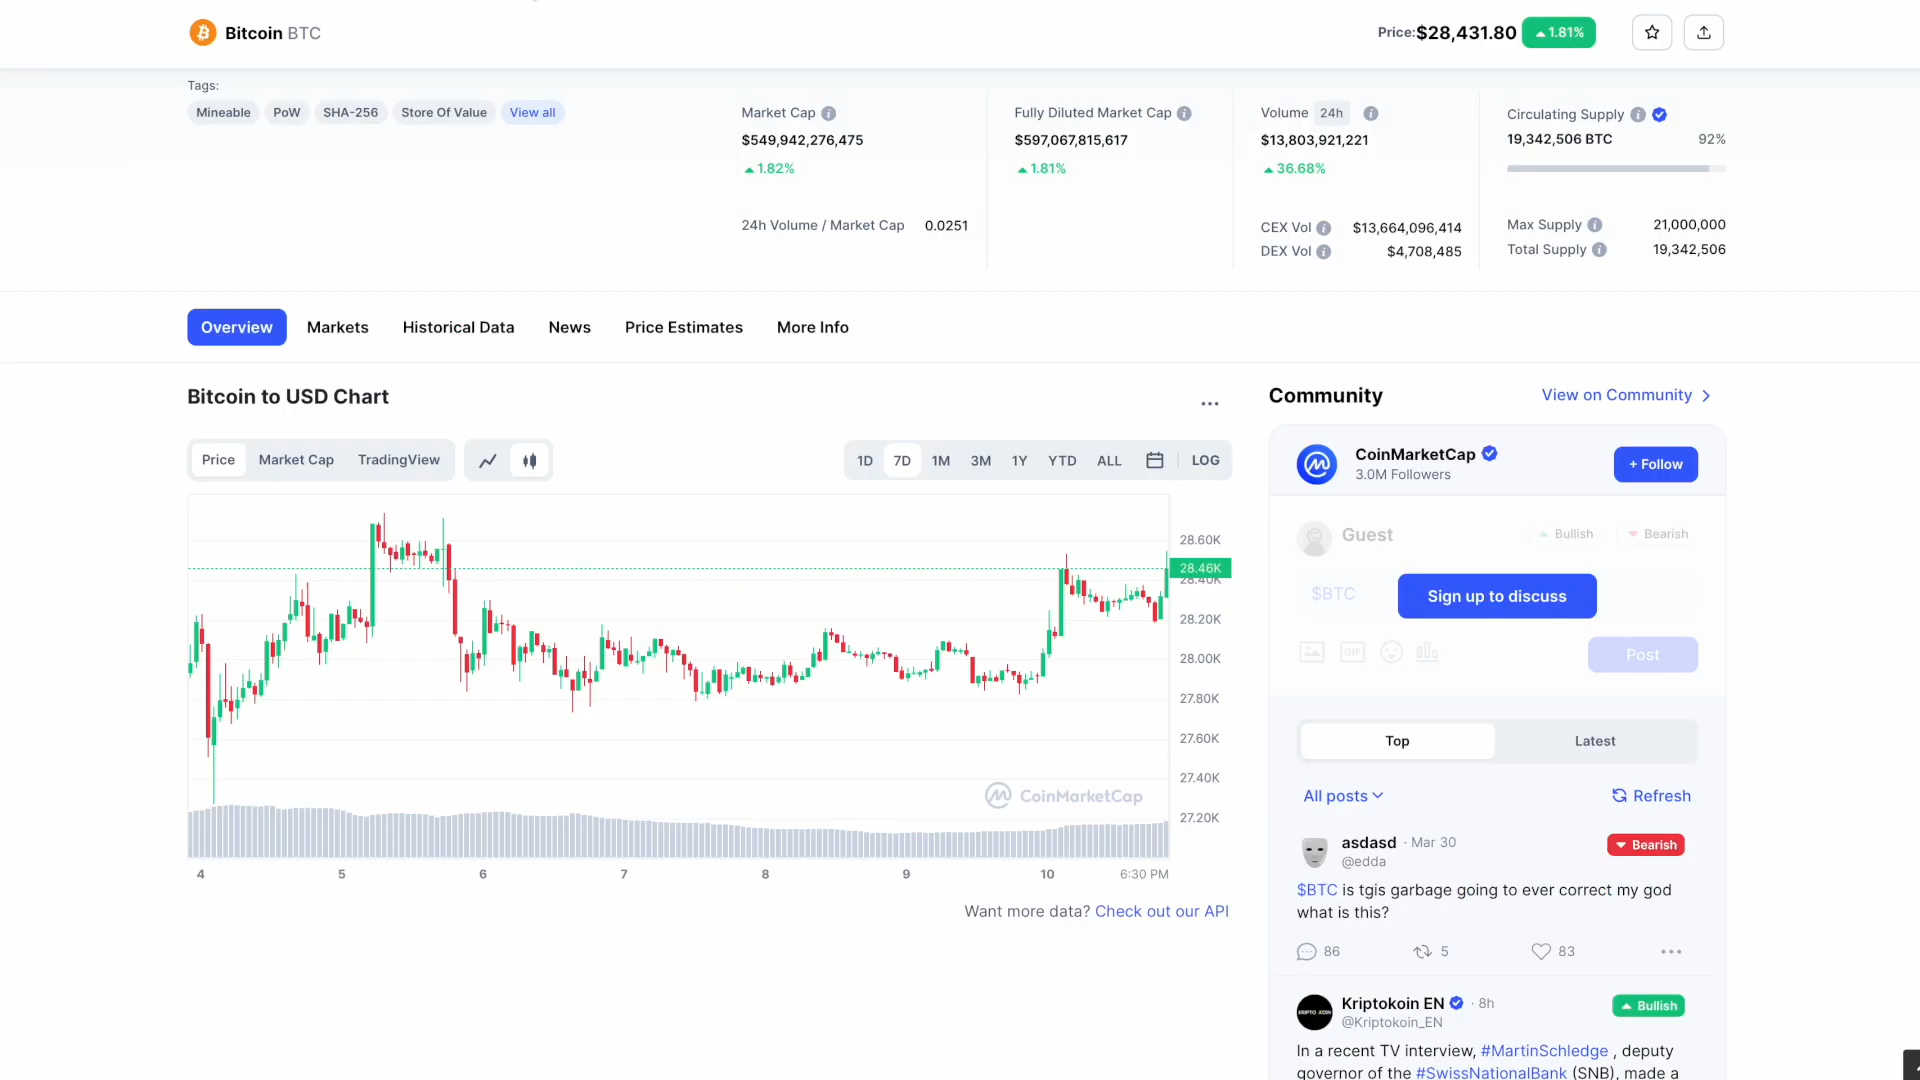 Bitcoin BTC
Price:$28,431.80 1.81%
Tags:
Mineable PoW SHA-256 Store Of Value View all
Market Cap
$549,942,276,475
1.82%
24h Volume / Market Cap 0.0251
Fully Diluted Market Cap
$597,067,815,617
1.81%
Volume 24h
$13,803,921,221
36.68%
CEX Vol $13,664,096,414
DEX Vol $4,708,485
Circulating Supply
19,342,506 BTC 92%
Max Supply 21,000,000
Total Supply 19,342,506
Overview Markets Historical Data News Price Estimates More Info
Bitcoin to USD Chart
Price Market Cap TradingView
1D 7D 1M 3M 1Y YTD ALL LOG
28.60K
28.46K
28.40K
28.20K
28.00K
27.80K
27.60K
27.40K
27.20K
CoinMarketCap
4 5 6 7 8 9 10 6:30 PM
Want more data? Check out our API
Community View on Community
CoinMarketCap
3.0M Followers
+ Follow
Guest Bullish Bearish
$BTC
Sign up to discuss
GIF
Post
Top Latest
All posts Refresh
asdasd · Mar 30
@edda
Bearish
$BTC is tgis garbage going to ever correct my god
what is this?
86 5 83
KRIPTO KOIN
Kriptokoin EN · 8h
@Kriptokoin_EN
Bullish
In a recent TV interview, #MartinSchledge , deputy
governor of the #SwissNationalBank (SNB), made a